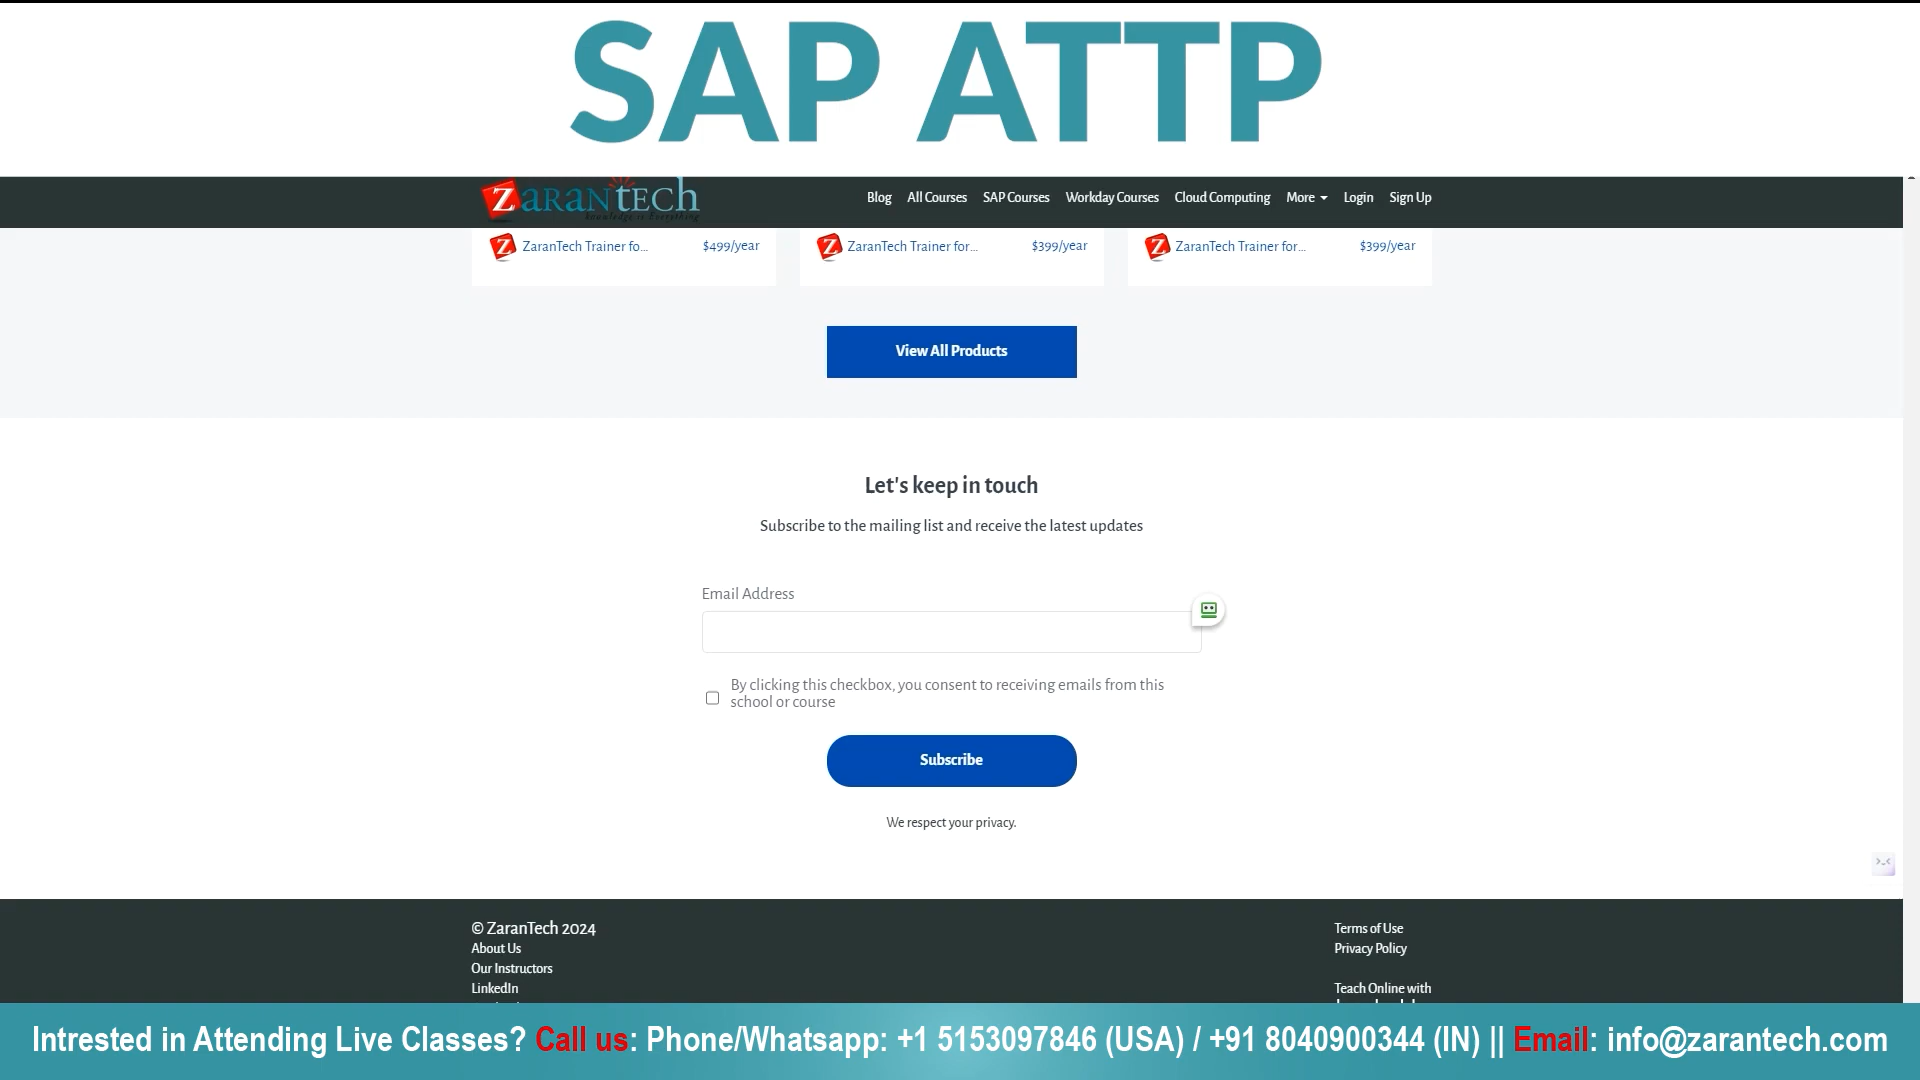 SAP ATTP
ZaranTech
Knowledge is Everything
Blog All Courses SAP Courses Workday Courses Cloud Computing More Login Sign Up
ZaranTech Trainer fo... $499/year
ZaranTech Trainer for... $399/year
ZaranTech Trainer for... $399/year
View All Products
Let's keep in touch
Subscribe to the mailing list and receive the latest updates
Email Address
By clicking this checkbox, you consent to receiving emails from this
school or course
Subscribe
We respect your privacy.
© ZaranTech 2024
About Us
Our Instructors
LinkedIn
Terms of Use
Privacy Policy
Teach Online with
Intrested in Attending Live Classes? Call us: Phone/Whatsapp: +1 5153097846 (USA) / +91 8040900344 (IN) || Email: info@zarantech.com